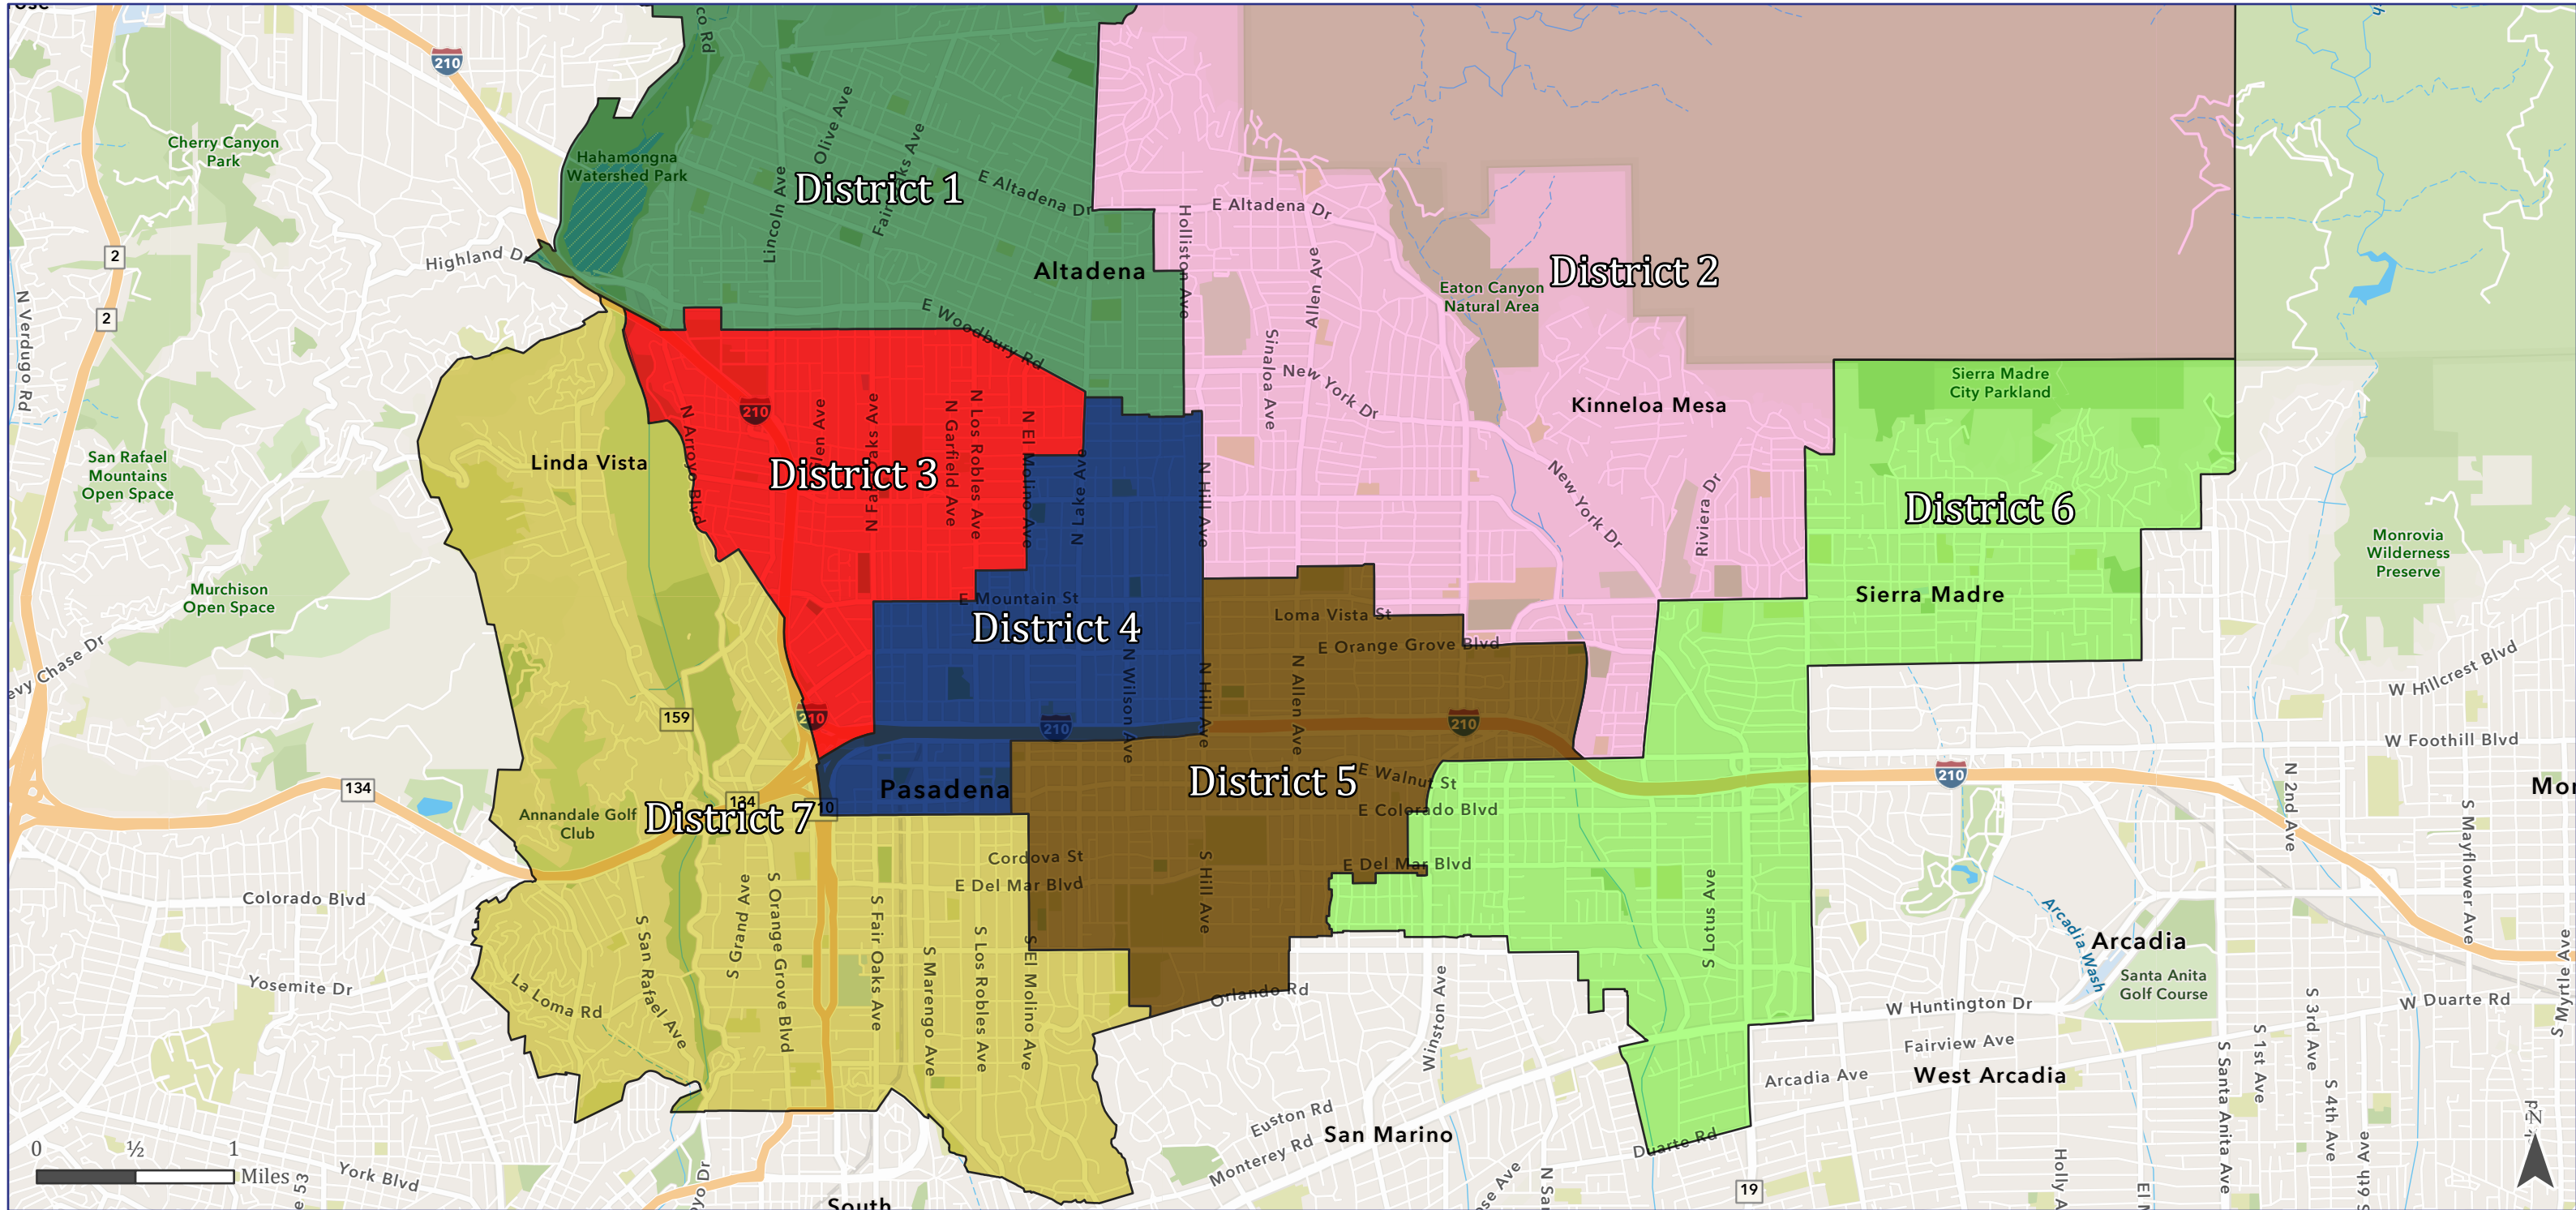 210
Cherry Canyon
Park
Hahamongna
Watershed Park
District 1
Lincoln Ave
Olive Ave
E Altadena Dr
Holliston Ave
E Altadena Dr
2
Highland Dr
Altadena
Allen Ave
Eaton Canyon
Natural Area
District 2
N Verdugo Rd
2
E Woodbury Rd
Sinaloa Ave
New York Dr
Kinneloa Mesa
Sierra Madre
City Parkland
210
San Rafael
Mountains
Open Space
Linda Vista
N Arroyo Blvd
District 3
N Garfield Ave
N Los Robles Ave
N El Molino Ave
N Lake Ave
N Hill Ave
New York Dr
Riviera Dr
District 6
Murchison
Open Space
E Mountain St
District 4
Loma Vista St
E Orange Grove Blvd
Sierra Madre
Monrovia
Wilderness
Preserve
159
210
210
N Wilson Ave
N Hill Ave
N Allen Ave
210
W Hillcrest Blvd
W Foothill Blvd
134
Pasadena
District 5
E Walnut St
E Colorado Blvd
210
Annandale Golf
Club
District 7
134
Colorado Blvd
Cordova St
E Del Mar Blvd
E Del Mar Blvd
S Hill Ave
S Lotus Ave
N 2nd Ave
S Mayflower Ave
Yosemite Dr
La Loma Rd
S San Rafael Ave
S Grand Ave
S Orange Grove Blvd
S Fair Oaks Ave
S Marengo Ave
S Los Robles Ave
S El Molino Ave
Orlando Rd
Winston Ave
Arcadia Wash
Arcadia
Santa Anita
Golf Course
W Huntington Dr
W Duarte Rd
Fairview Ave
West Arcadia
Arcadia Ave
S Santa Anita Ave
S 1st Ave
S 3rd Ave
S 4th Ave
S 6th Ave
S Myrtle Ave
Euston Rd
Monterey Rd
San Marino
Duarte Rd
19
Holly A
York Blvd
South
0 ½ 1
Miles